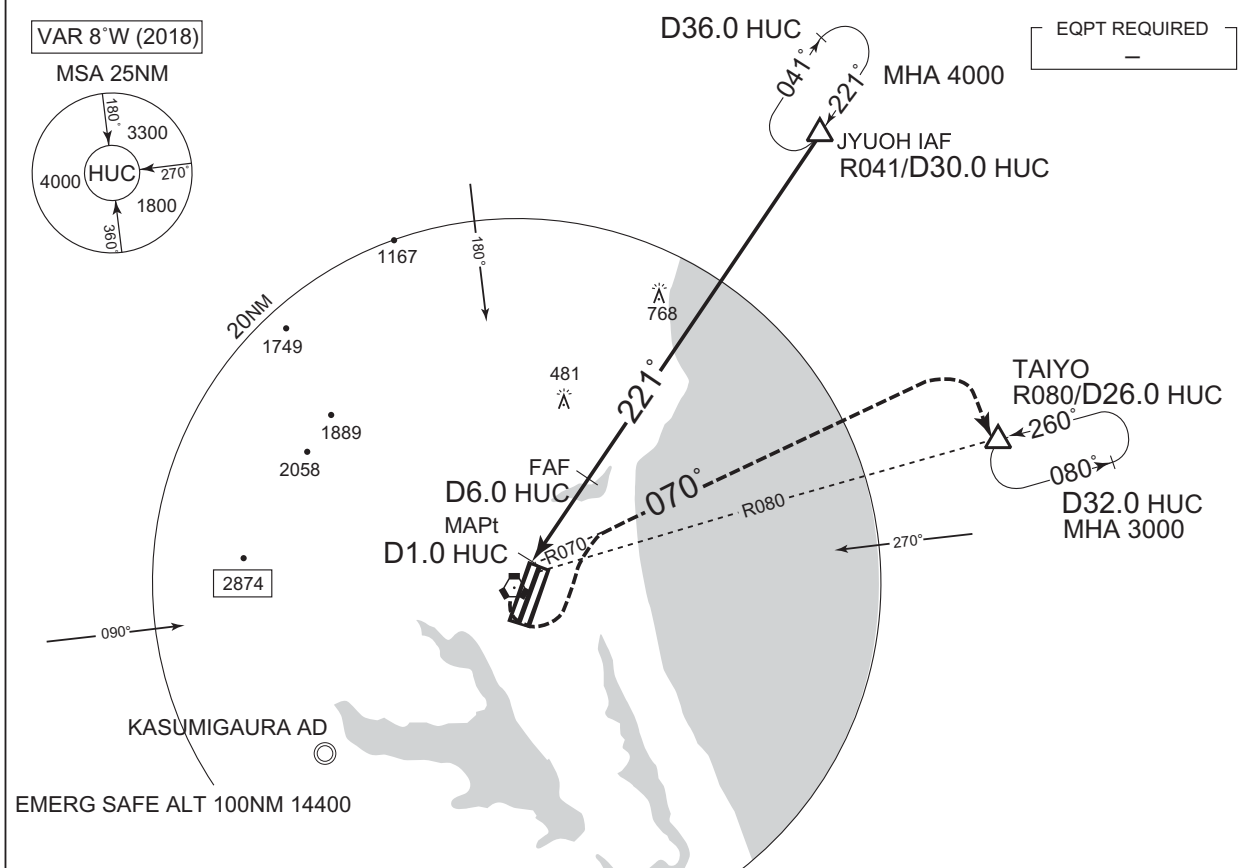 VAR 8°W (2018)
MSA 25NM
180°
3300
4000
HUC
270°
1800
360°
D36.0 HUC
041°
221°
MHA 4000
EQPT REQUIRED
–
JYUOH IAF
R041/D30.0 HUC
1167
180°
20NM
768
1749
481
221°
TAIYO
R080/D26.0 HUC
260°
1889
2058
FAF
D6.0 HUC
070°
080°
R080
D32.0 HUC
MHA 3000
MAPt
D1.0 HUC
R070
270°
2874
090°
KASUMIGAURA AD
EMERG SAFE ALT 100NM 14400